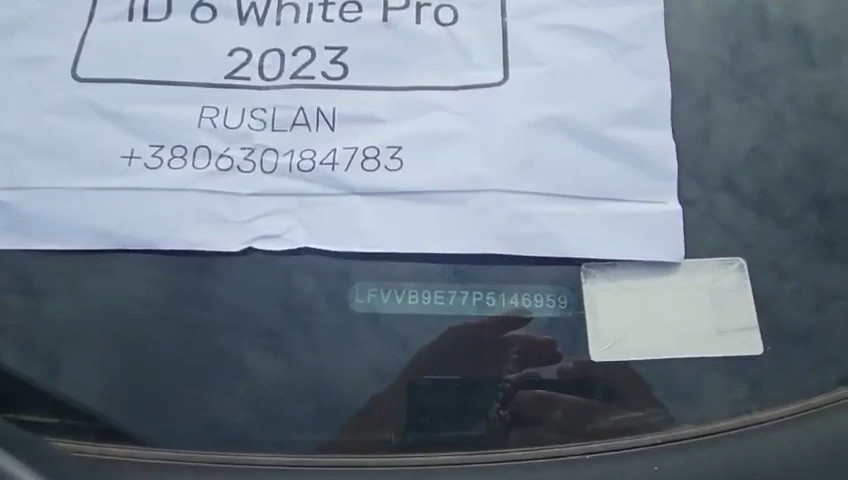 ID 6 White Pro
2023
RUSLAN
+380630184783
LFVVB9E77P5146959